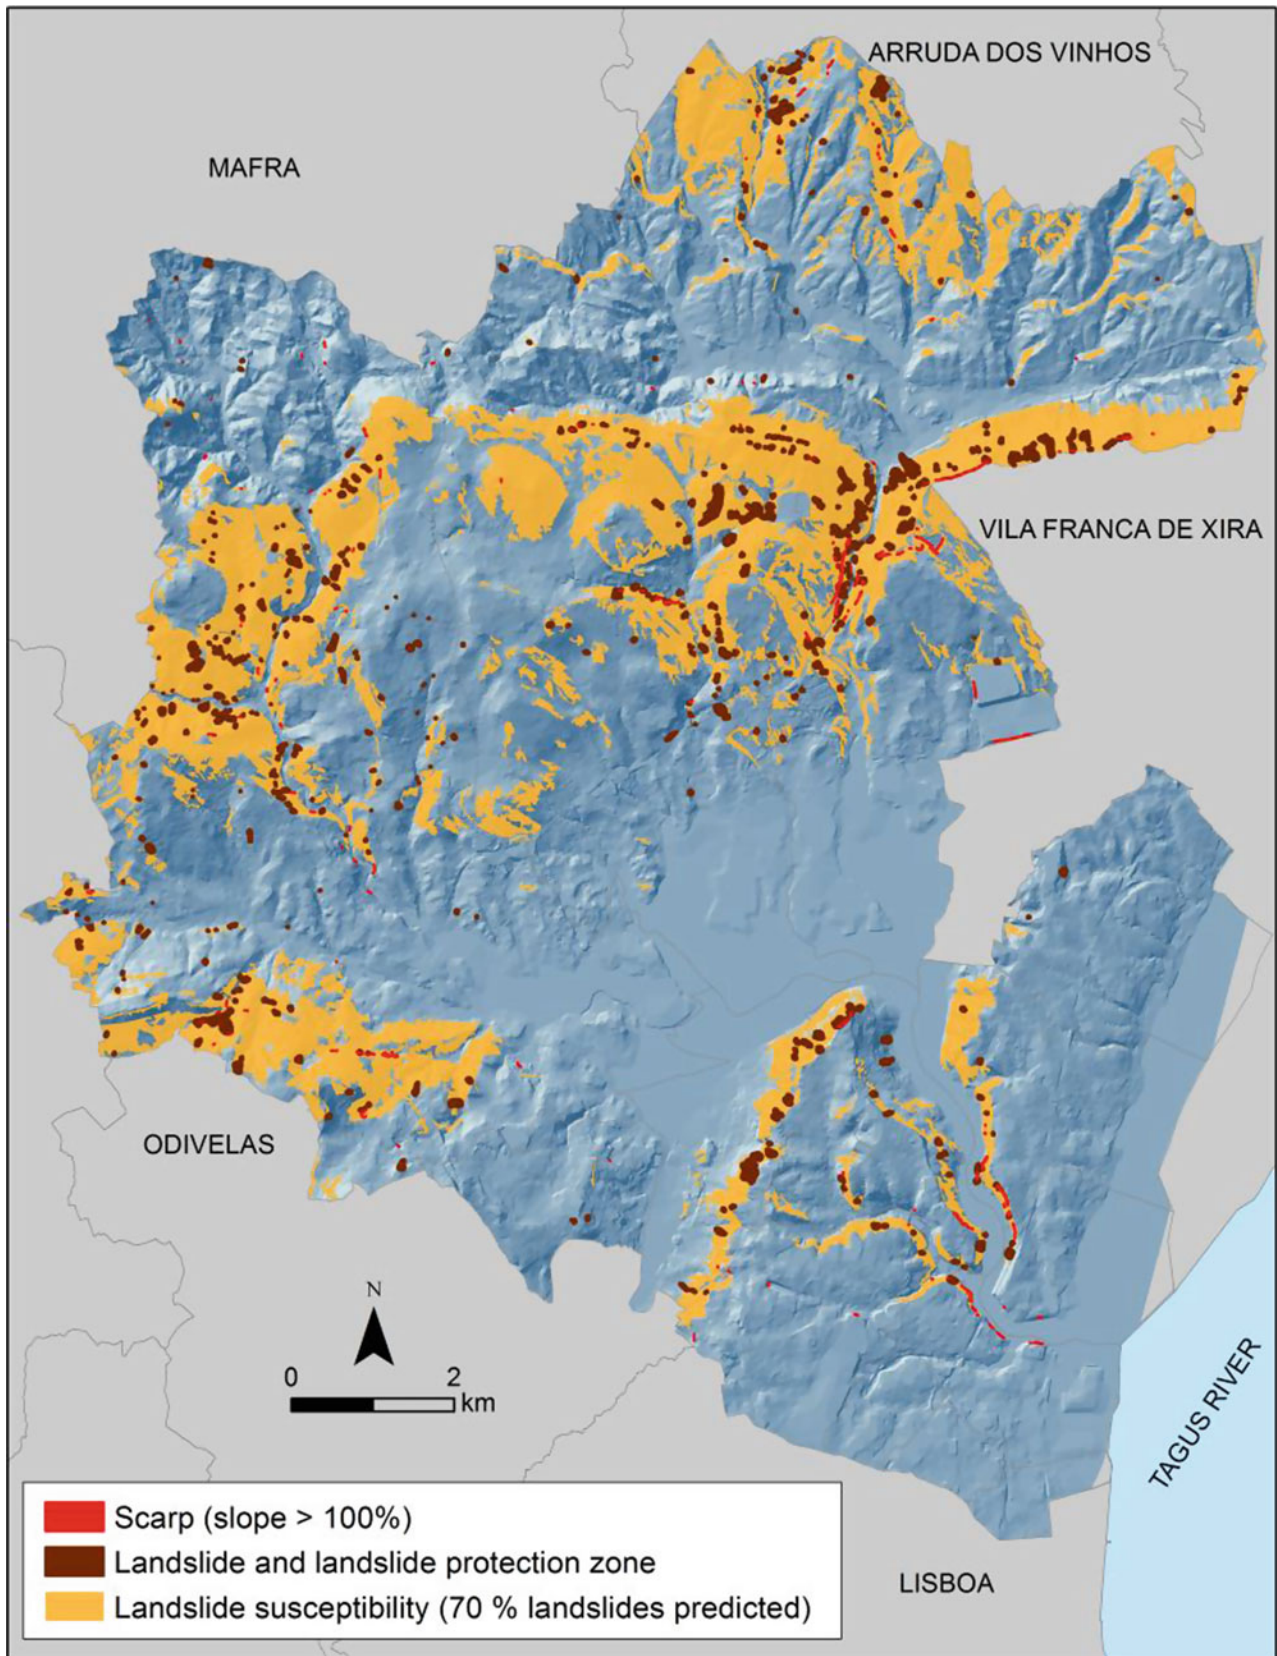 ARRUDA DOS VINHOS
MAFRA
VILA FRANCA DE XIRA
ODIVELAS
N
0 2
km
TAGUS RIVER
Scarp (slope > 100%)
Landslide and landslide protection zone
Landslide susceptibility (70 % landslides predicted)
LISBOA